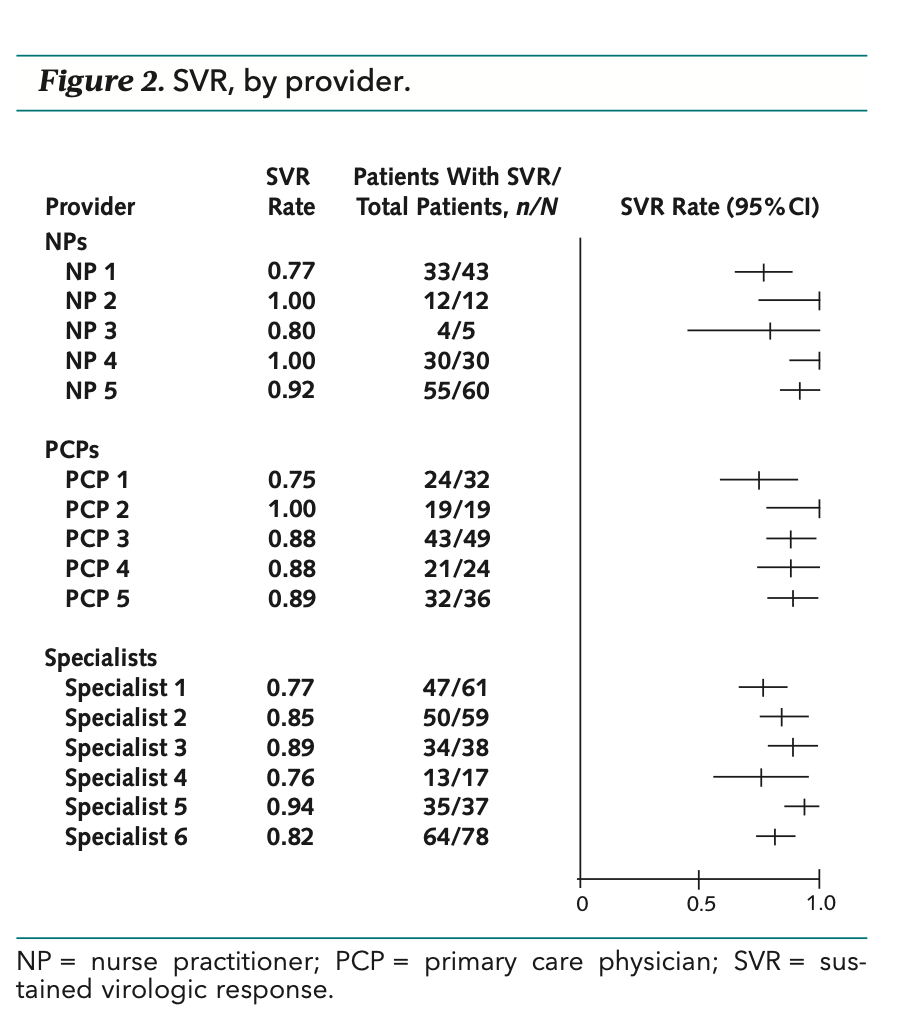 Figure 2. SVR, by provider.
SVR Patients With SVR/
Provider Rate Total Patients, n/N SVR Rate (95% CI)
NPs
NP 1 0.77 33/43
NP 2 1.00 12/12
NP 3 0.80 4/5
NP 4 1.00 30/30
NP 5 0.92 55/60
PCPs
PCP 1 0.75 24/32
PCP 2 1.00 19/19
PCP 3 0.88 43/49
PCP 4 0.88 21/24
PCP 5 0.89 32/36
Specialists
Specialist 1 0.77 47/61
Specialist 2 0.85 50/59
Specialist 3 0.89 34/38
Specialist 4 0.76 13/17
Specialist 5 0.94 35/37
Specialist 6 0.82 64/78
0 0.5 1.0
NP = nurse practitioner; PCP = primary care physician; SVR = sus-
tained virologic response.